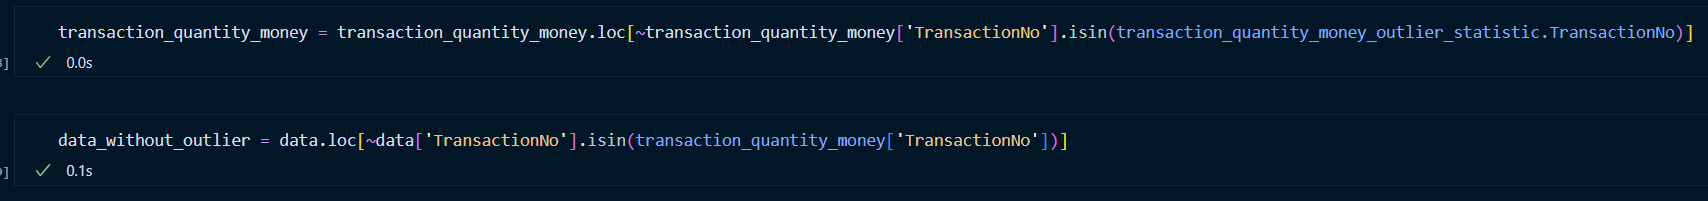 transaction_quantity_money = transaction_quantity_money.loc[~transaction_quantity_money['TransactionNo'].isin(transaction_quantity_money_outlier_statistic.TransactionNo)]
]
0.0s
data_without_outlier = data.loc[~data['TransactionNo'].isin(transaction_quantity_money['TransactionNo'])]
]
0.1s